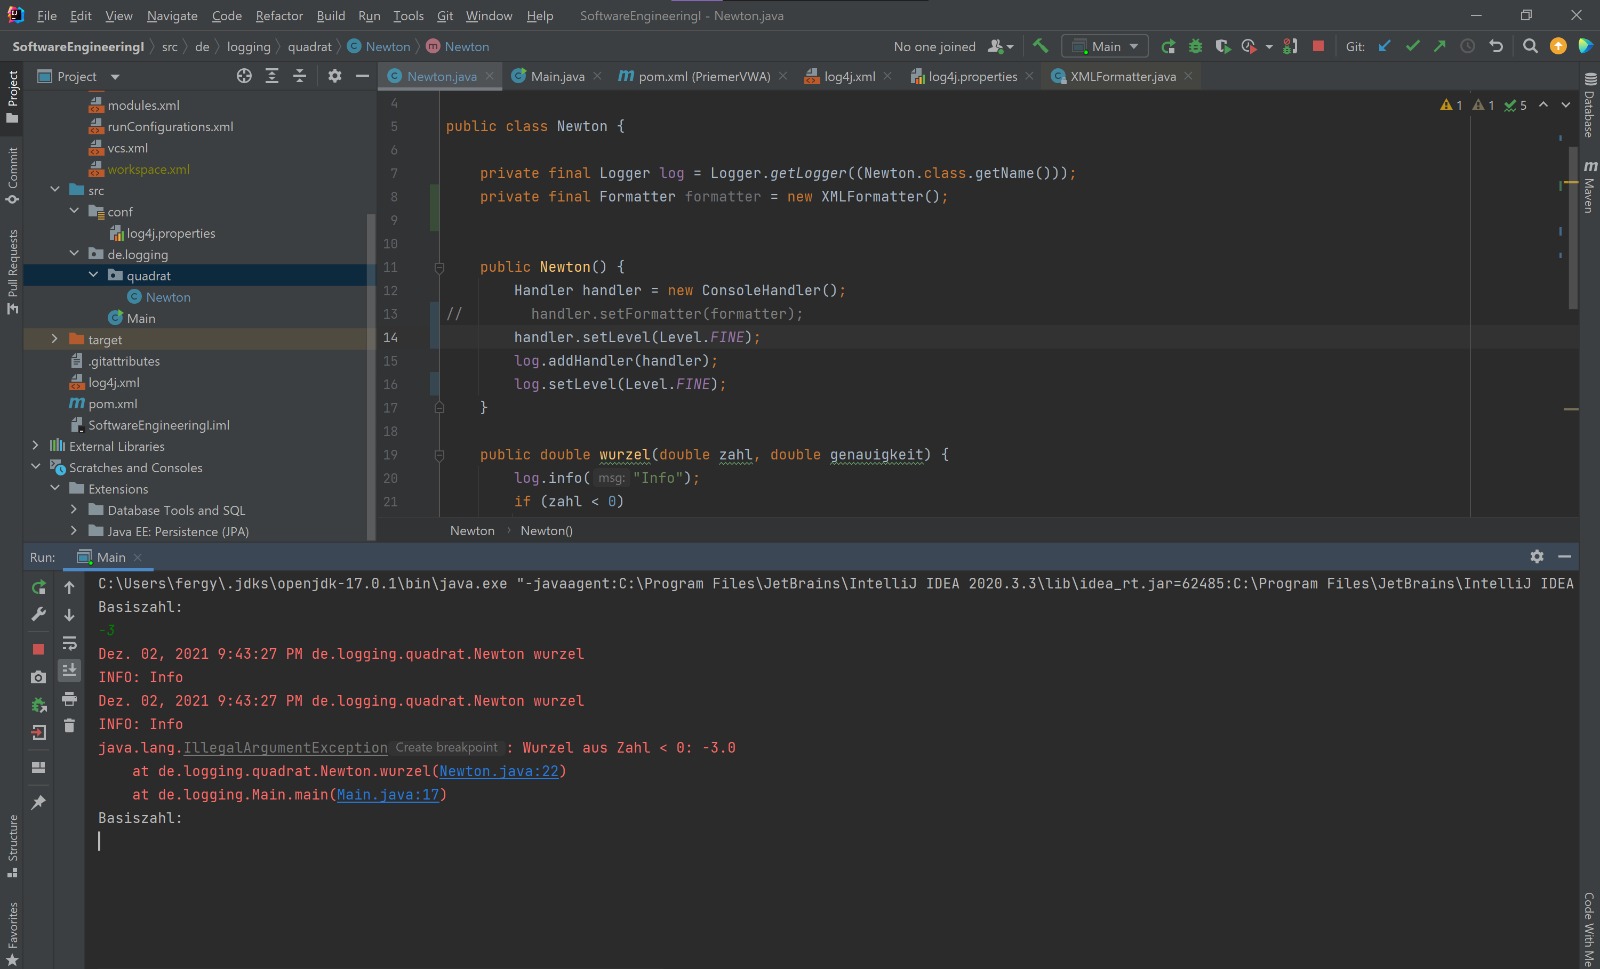 File Edit View Navigate Code Refactor Build Run Tools Git Window Help SoftwareEngineeringI - Newton.java
SoftwareEngineeringI src de logging quadrat Newton Newton
No one joined Main Git:
Project
Newton.java Main.java pom.xml (PriemerVWA) log4j.xml log4j.properties XMLFormatter.java
Project
Commit
Pull Requests
Structure
Favorites
modules.xml
runConfigurations.xml
vcs.xml
workspace.xml
src
conf
log4j.properties
de.logging
quadrat
Newton
Main
target
.gitattributes
log4j.xml
pom.xml
SoftwareEngineeringI.iml
External Libraries
Scratches and Consoles
Extensions
Database Tools and SQL
Java EE: Persistence (JPA)
1 1 5
4
5 public class Newton {
6
7 private final Logger log = Logger.getLogger((Newton.class.getName()));
8 private final Formatter formatter = new XMLFormatter();
9
10
11 public Newton() {
12 Handler handler = new ConsoleHandler();
13 // handler.setFormatter(formatter);
14 handler.setLevel(Level.FINE);
15 log.addHandler(handler);
16 log.setLevel(Level.FINE);
17 }
18
19 public double wurzel(double zahl, double genauigkeit) {
20 log.info( msg: "Info");
21 if (zahl < 0)
Newton Newton()
Database
Maven
Code With Me
Run: Main
C:\Users\fergy\.jdks\openjdk-17.0.1\bin\java.exe "-javaagent:C:\Program Files\JetBrains\IntelliJ IDEA 2020.3.3\lib\idea_rt.jar=62485:C:\Program Files\JetBrains\IntelliJ IDEA
Basiszahl:
-3
Dez. 02, 2021 9:43:27 PM de.logging.quadrat.Newton wurzel
INFO: Info
Dez. 02, 2021 9:43:27 PM de.logging.quadrat.Newton wurzel
INFO: Info
java.lang.IllegalArgumentException Create breakpoint : Wurzel aus Zahl < 0: -3.0
at de.logging.quadrat.Newton.wurzel(Newton.java:22)
at de.logging.Main.main(Main.java:17)
Basiszahl: